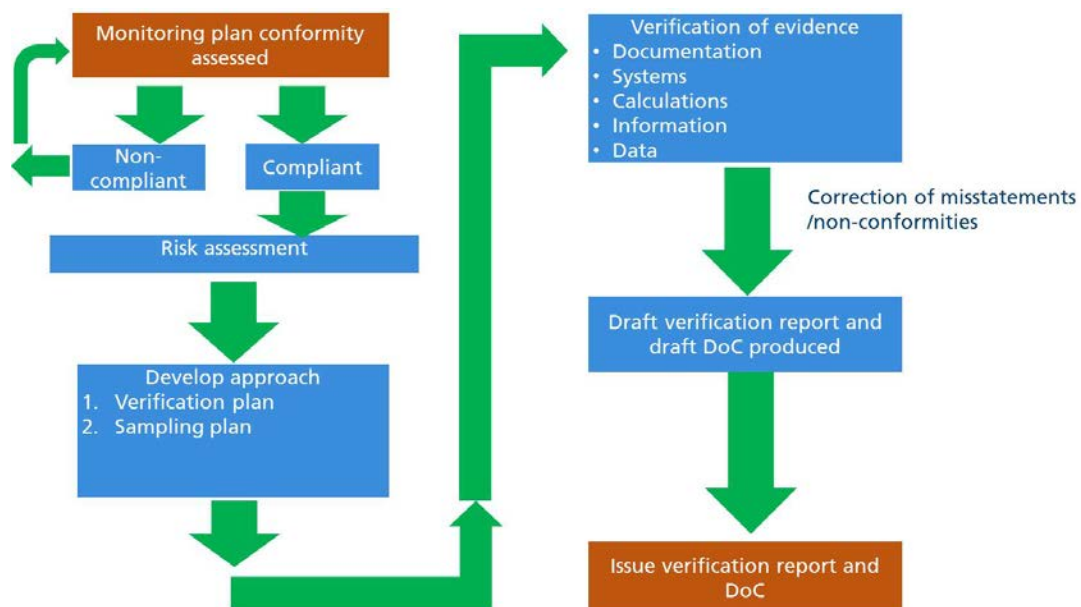 Monitoring plan conformity
assessed
Non-
compliant
Compliant
Risk assessment
Develop approach
1. Verification plan
2. Sampling plan
Verification of evidence
• Documentation
• Systems
• Calculations
• Information
• Data
Correction of misstatements
/non-conformities
Draft verification report and
draft DoC produced
Issue verification report and
DoC